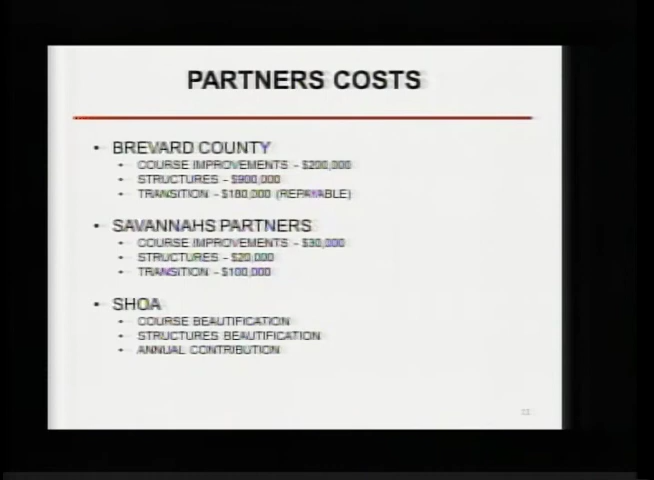 PARTNERS COSTS
• BREVARD COUNTY
• COURSE IMPROVEMENTS – $200,000
• STRUCTURES – $900,000
• TRANSITION – $180,000 (REPAYABLE)
• SAVANNAHS PARTNERS
• COURSE IMPROVEMENTS – $30,000
• STRUCTURES – $20,000
• TRANSITION – $100,000
• SHOA
• COURSE BEAUTIFICATION
• STRUCTURES BEAUTIFICATION
• ANNUAL CONTRIBUTION